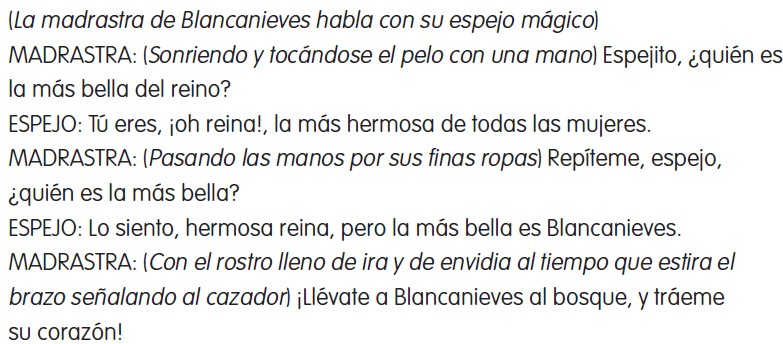 (La madrastra de Blancanieves habla con su espejo mágico)
MADRASTRA: (Sonriendo y tocándose el pelo con una mano) Espejito, ¿quién es
la más bella del reino?
ESPEJO: Tú eres, ¡oh reina!, la más hermosa de todas las mujeres.
MADRASTRA: (Pasando las manos por sus finas ropas) Repíteme, espejo,
¿quién es la más bella?
ESPEJO: Lo siento, hermosa reina, pero la más bella es Blancanieves.
MADRASTRA: (Con el rostro lleno de ira y de envidia al tiempo que estira el
brazo señalando al cazador) ¡Llévate a Blancanieves al bosque, y tráeme
su corazón!